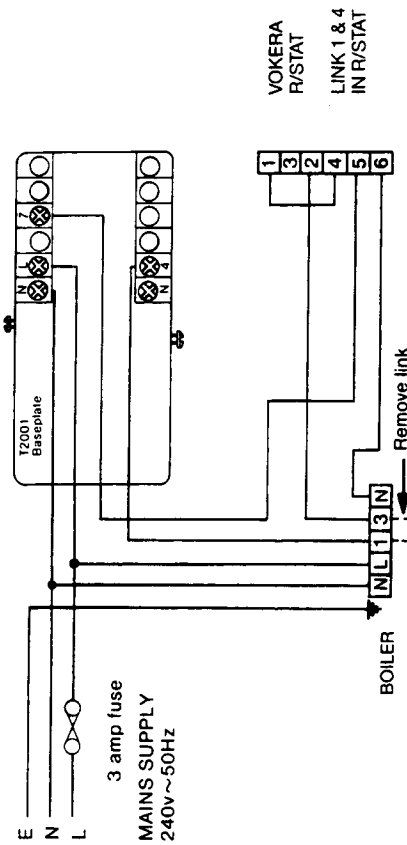 E
N
L
3 amp fuse
MAINS SUPPLY
240v~50Hz
T2001
Baseplate
N
L
7
N
4
BOILER
N
L
1
3
N
Remove link
1
3
2
4
5
6
VOKERA
R/STAT
LINK 1 & 4
IN R/STAT